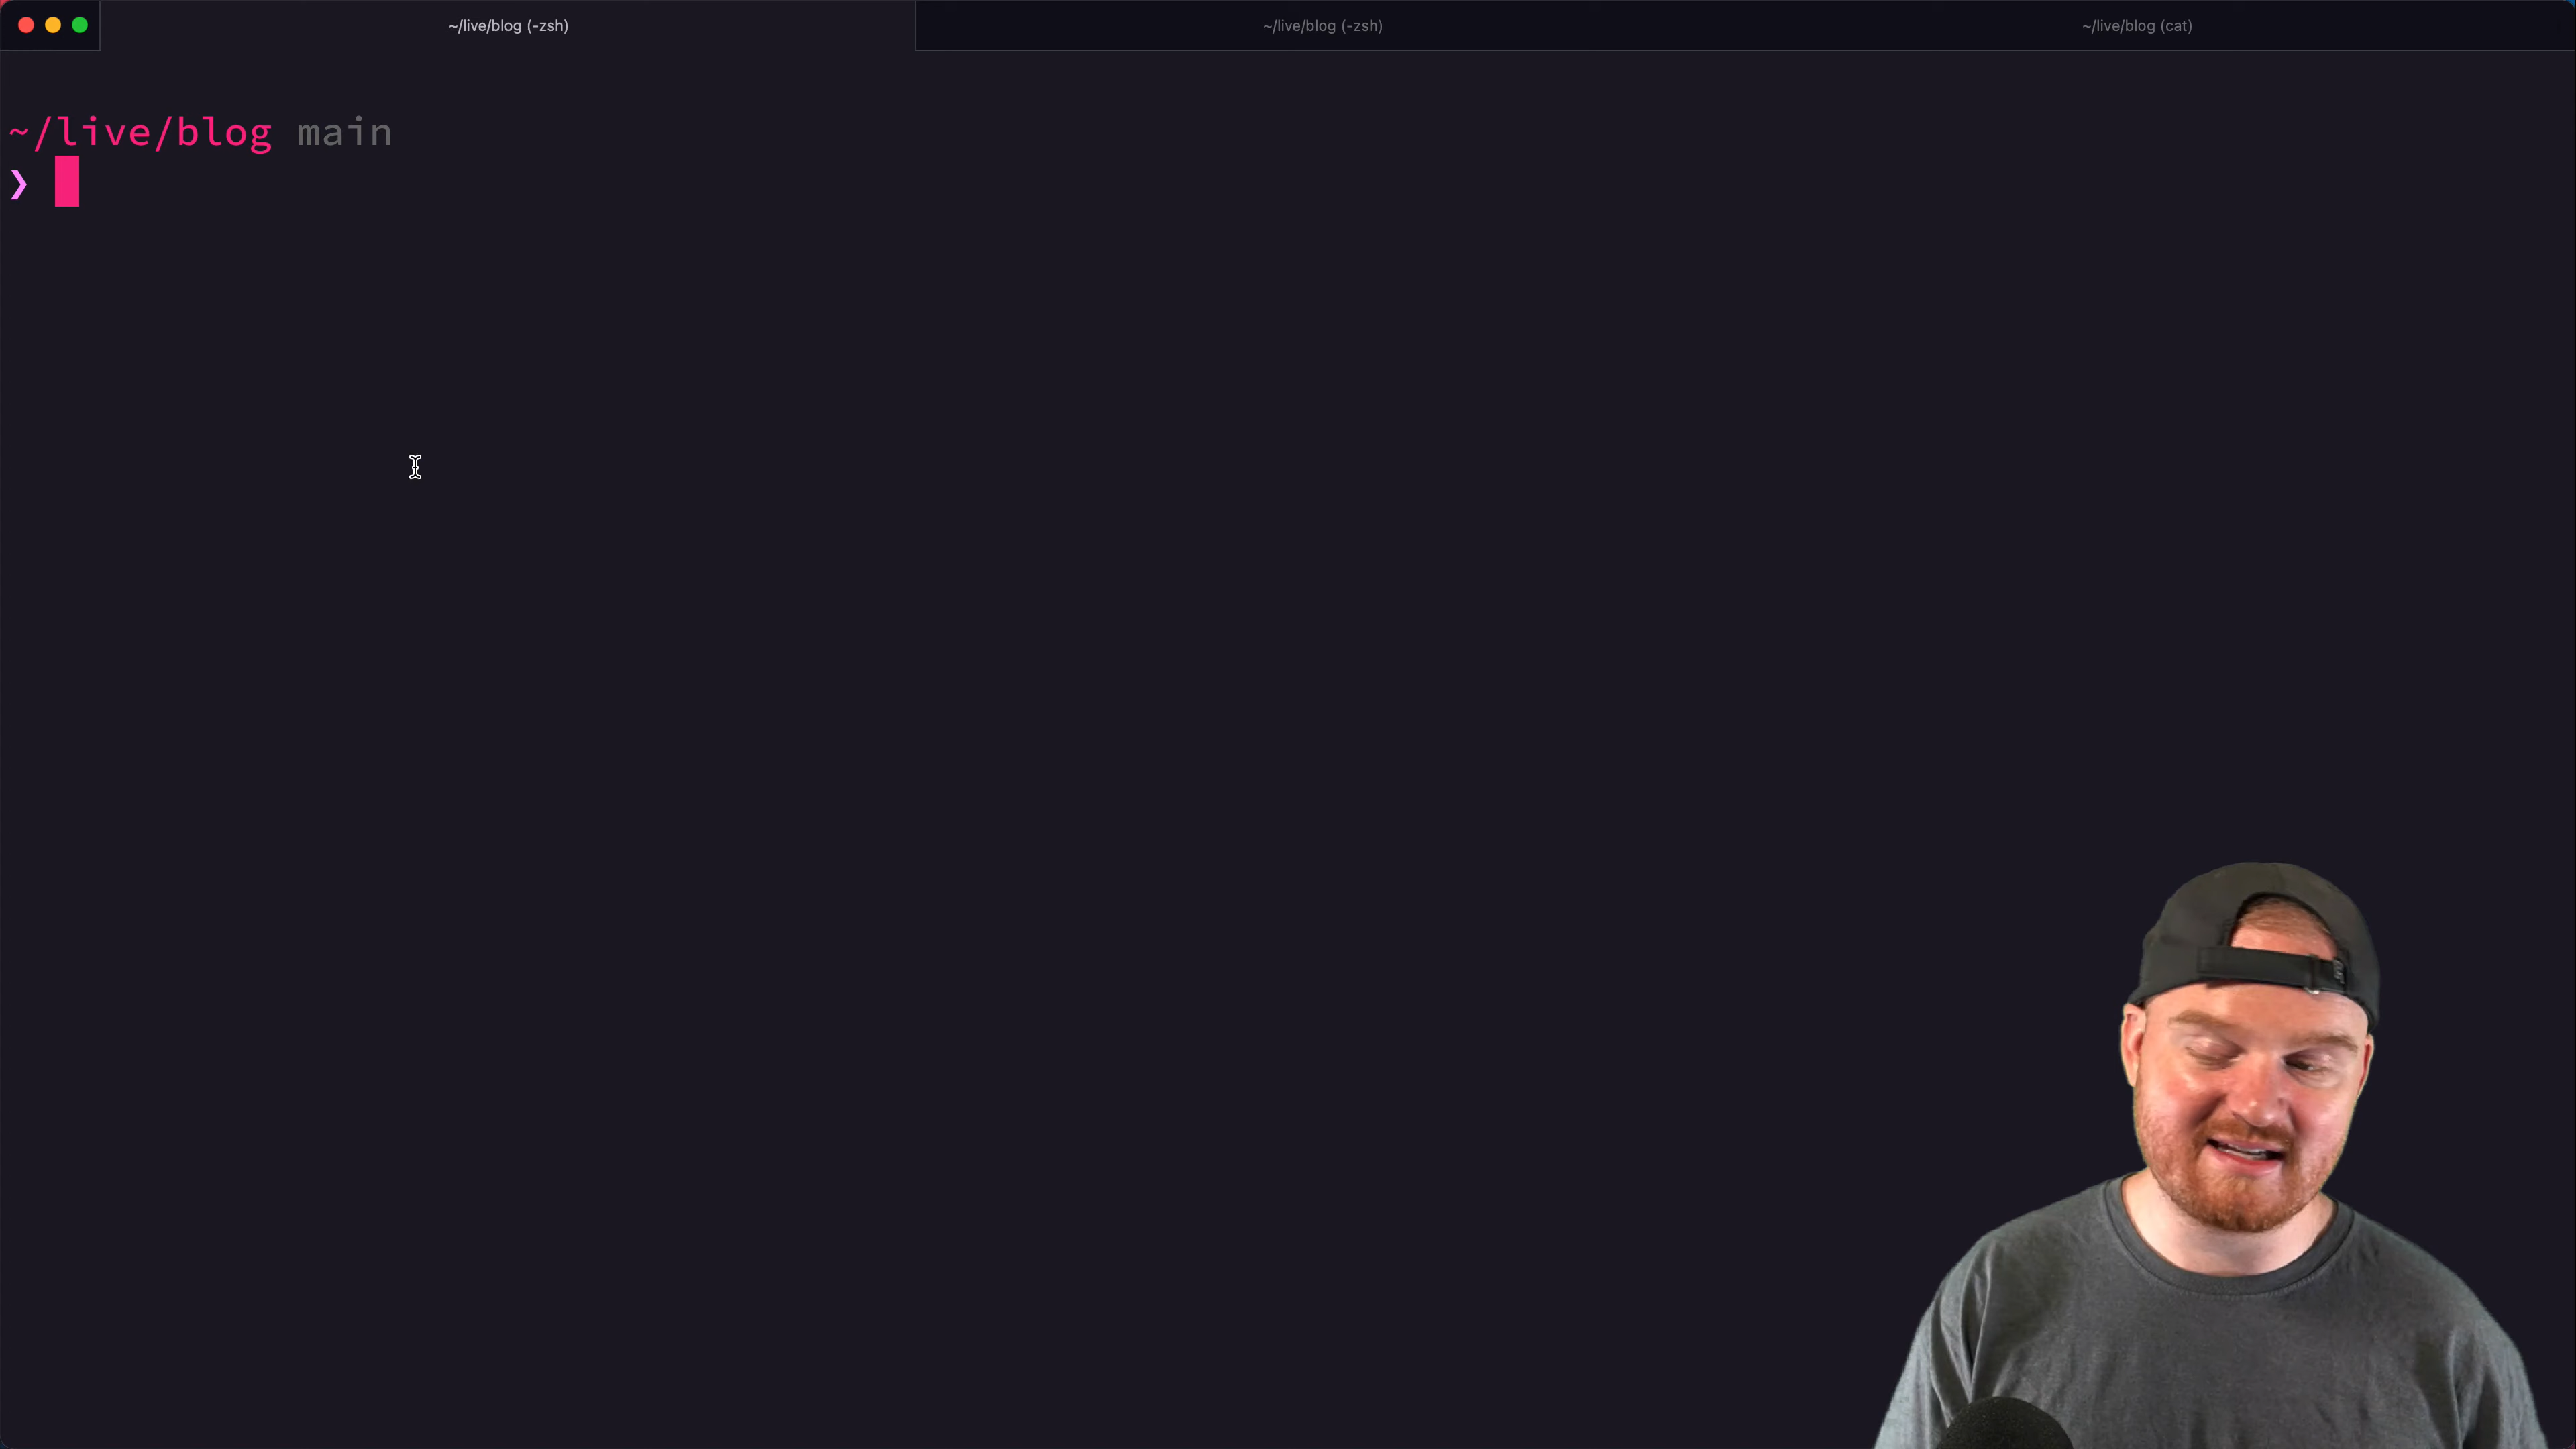 ~/live/blog (-zsh)
~/live/blog (-zsh)
~/live/blog (cat)
~/live/blog main
❯